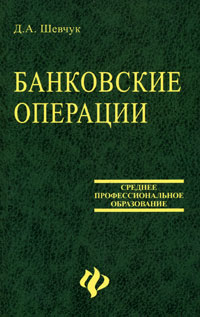 Д.А. Шевчук
БАНКОВСКИЕ
ОПЕРАЦИИ
СРЕДНЕЕ
ПРОФЕССИОНАЛЬНОЕ
ОБРАЗОВАНИЕ